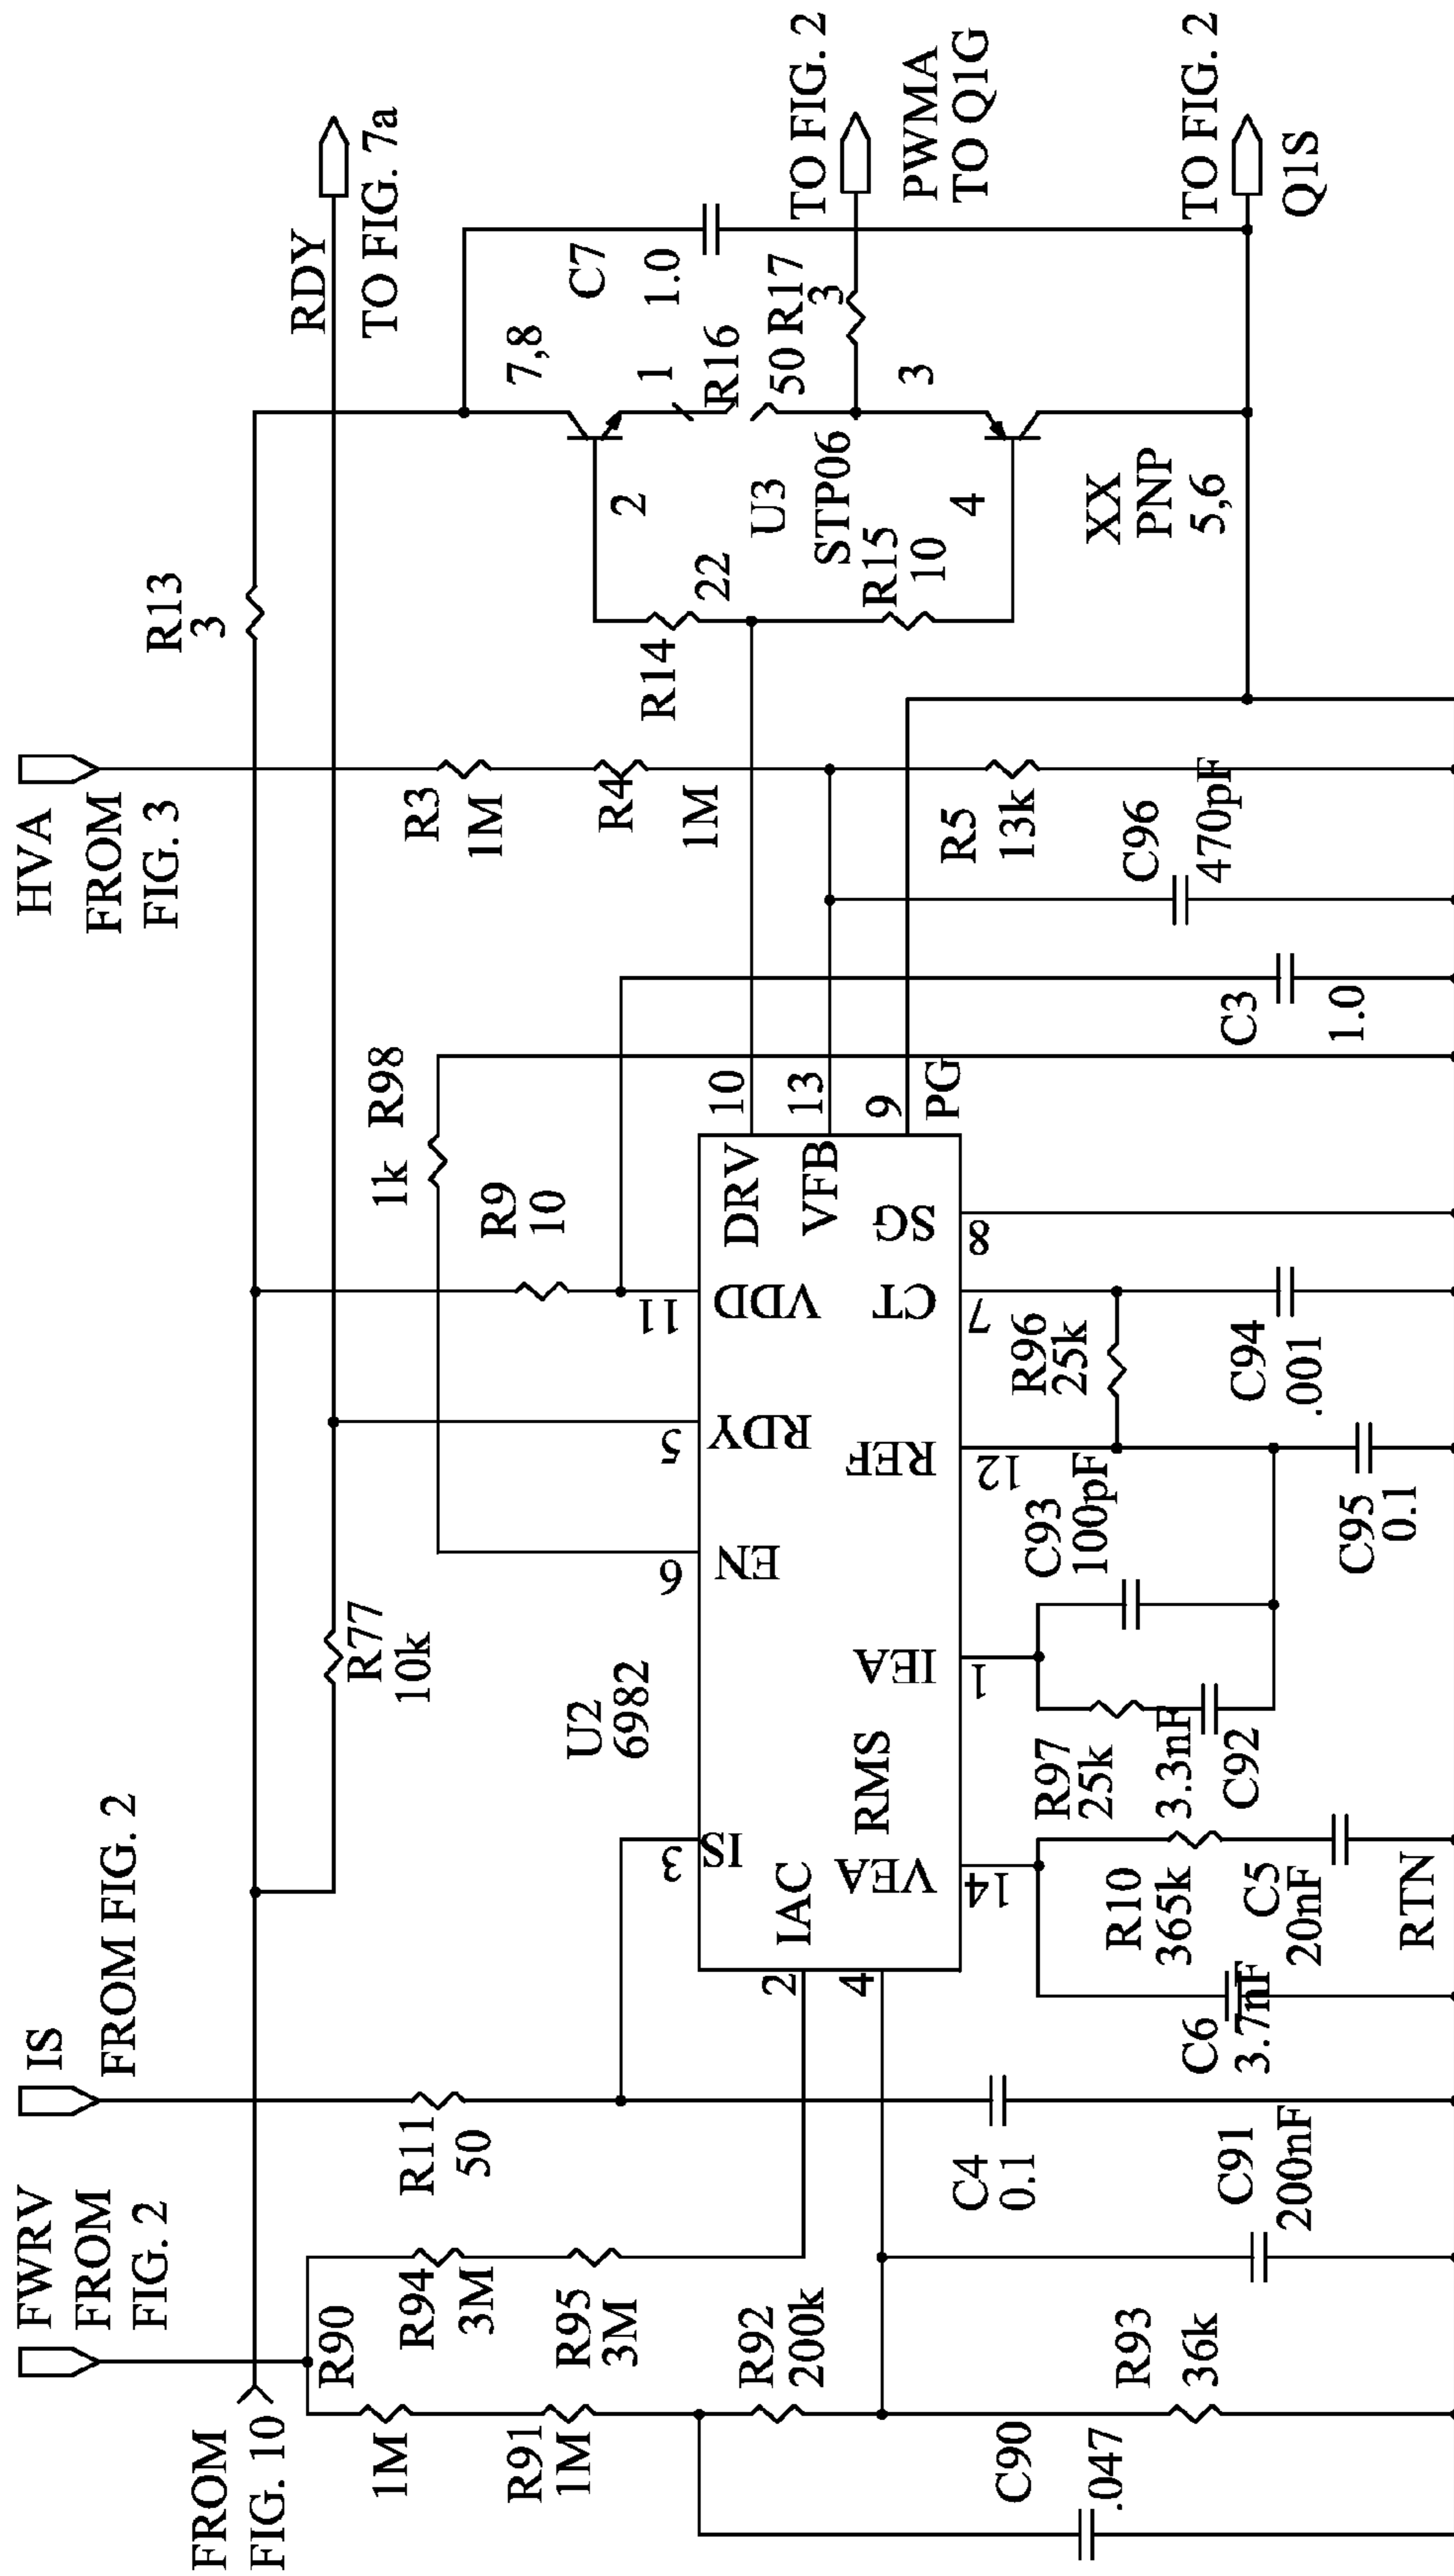 FWRV
FROM
FIG. 2
IS
FROM FIG. 2
HVA
FROM
FIG. 3
FROM
FIG. 10
R13
3
RDY
TO FIG. 7a
R90
1M
R91
1M
R94
3M
R95
3M
R92
200k
R93
36k
C90
.047
C91
200nF
R11
50
C4
0.1
R77
10k
U2
6982
R98
1k
R9
10
R3
1M
R4
1M
R5
13k
C96
470pF
C3
1.0
2
IAC
4
RMS
3
IS
6
EN
5
RDY
11
VDD
10
DRV
13
VFB
9
PG
14
VEA
1
IEA
12
REF
7
CT
8
SG
C6
3.7nF
R10
365k
C5
20nF
RTN
R97
25k
3.3nF
C92
C93
100pF
C95
0.1
R96
25k
C94
.001
R14
22
R15
10
2
7,8
1
R16
50
U3
STP06
4
3
XX
PNP
5,6
C7
1.0
R17
3
TO FIG. 2
PWMA
TO Q1G
TO FIG. 2
Q1S